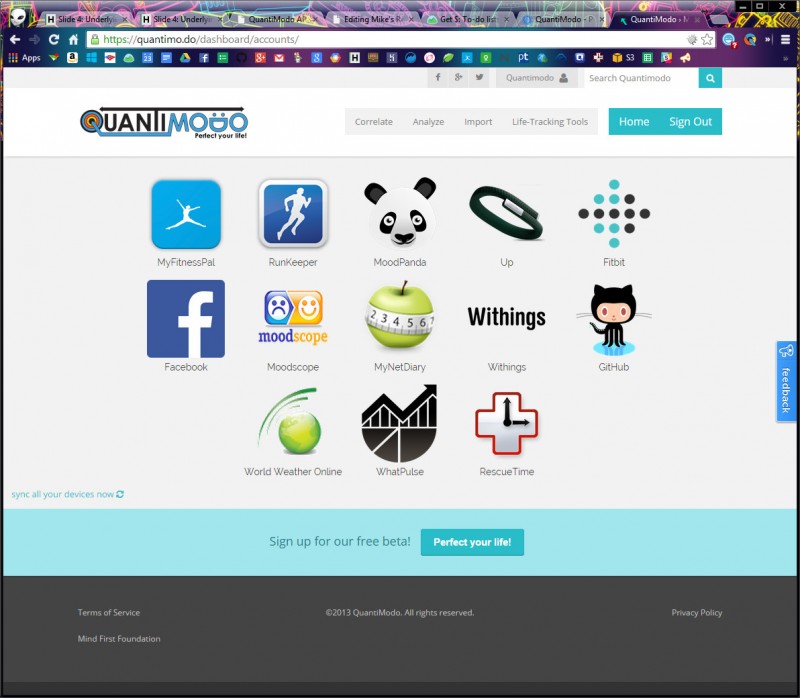 Slide 4: Underly
Slide 4: Underly
QuantiModo AP
Editing Mike's Re
Get S: To-do list
QuantiModo - P
QuantiModo - M
https://quantimo.do/dashboard/accounts/
Apps
S3
Quantimodo
Search Quantimodo
QUANTIMODO
Perfect your life!
Correlate Analyze Import Life-Tracking Tools Home Sign Out
MyFitnessPal RunKeeper MoodPanda Up Fitbit
moodscope
2 3 4 5 6 7
Withings
Facebook Moodscope MyNetDiary Withings GitHub
World Weather Online WhatPulse RescueTime
feedback
sync all your devices now
Sign up for our free beta! Perfect your life!
Terms of Service ©2013 QuantiModo. All rights reserved. Privacy Policy
Mind First Foundation